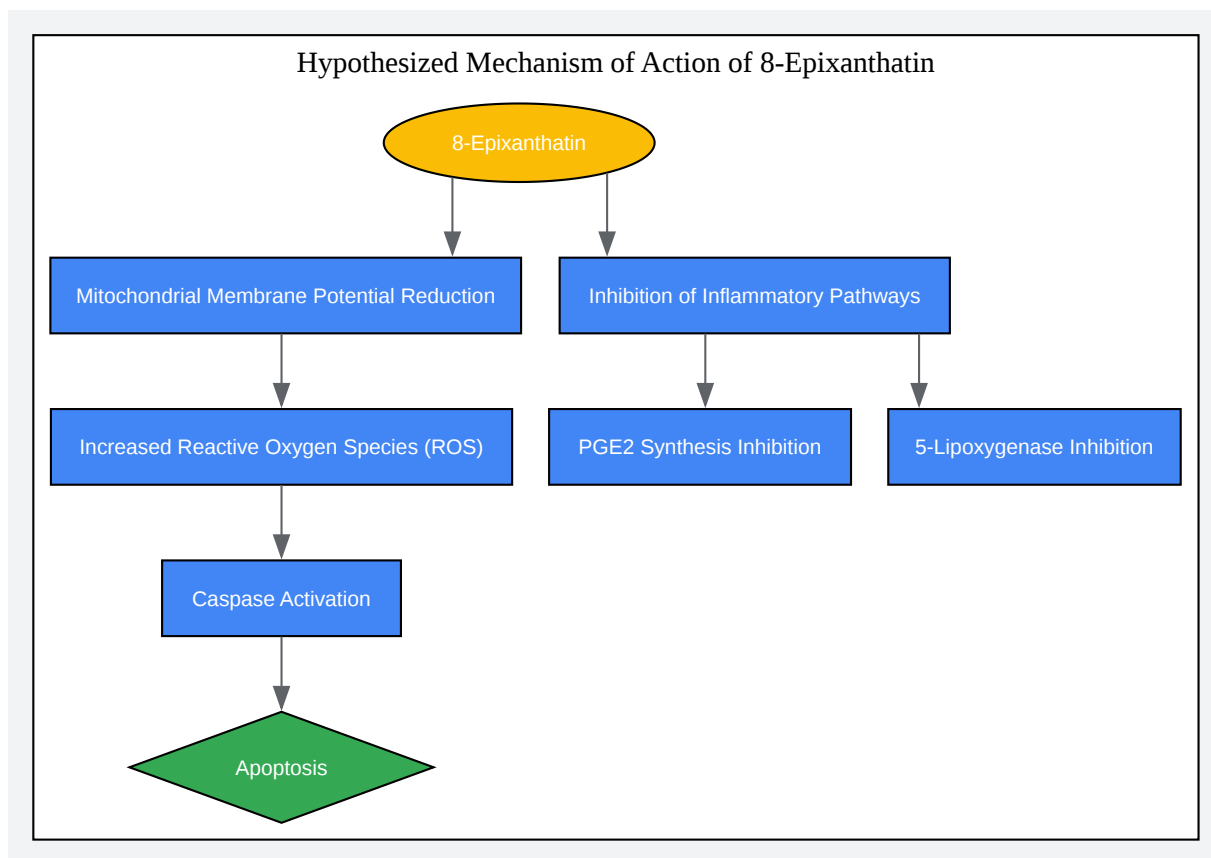 Hypothesized Mechanism of Action of 8-Epixanthatin
8-Epixanthatin
Mitochondrial Membrane Potential Reduction
Inhibition of Inflammatory Pathways
Increased Reactive Oxygen Species (ROS)
PGE2 Synthesis Inhibition
5-Lipoxygenase Inhibition
Caspase Activation
Apoptosis